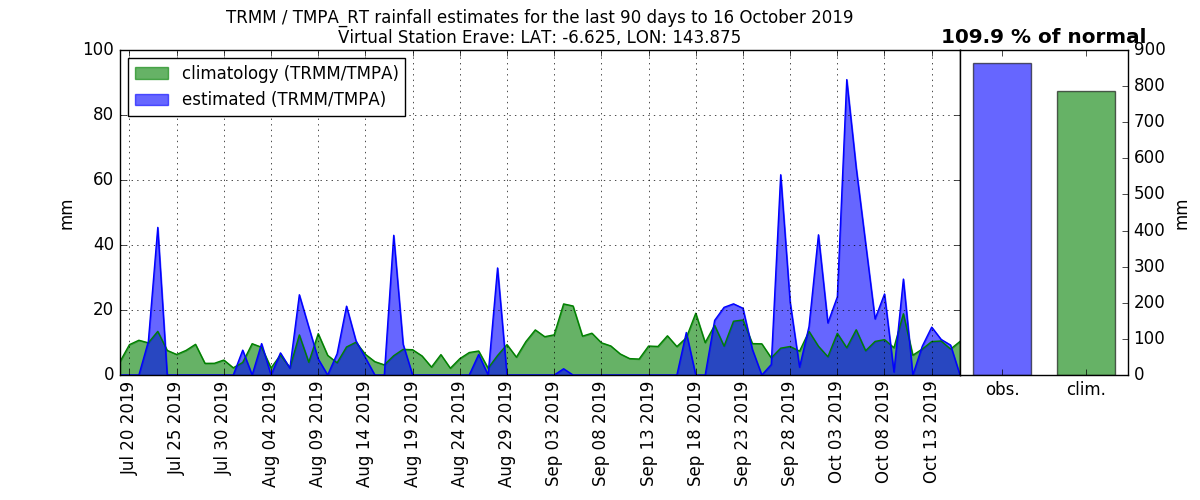 TRMM / TMPA_RT rainfall estimates for the last 90 days to 16 October 2019
Virtual Station Erave: LAT: -6.625, LON: 143.875
109.9 % of normal
climatology (TRMM/TMPA)
estimated (TRMM/TMPA)
100
80
60
40
20
0
mm
Jul 20 2019
Jul 25 2019
Jul 30 2019
Aug 04 2019
Aug 09 2019
Aug 14 2019
Aug 19 2019
Aug 24 2019
Aug 29 2019
Sep 03 2019
Sep 08 2019
Sep 13 2019
Sep 18 2019
Sep 23 2019
Sep 28 2019
Oct 03 2019
Oct 08 2019
Oct 13 2019
obs.
clim.
900
800
700
600
500
400
300
200
100
0
mm